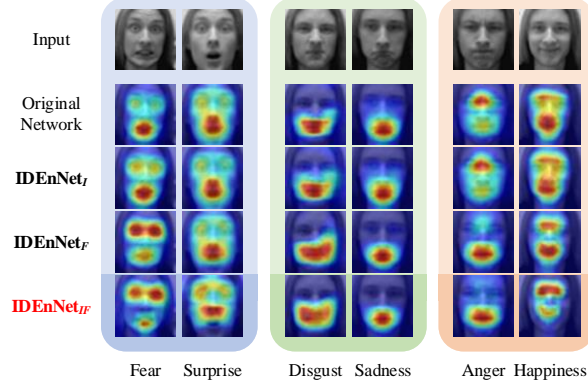 Input
Original
Network
IDEnNet_I
IDEnNet_F
IDEnNet_IF
Fear Surprise Disgust Sadness Anger Happiness